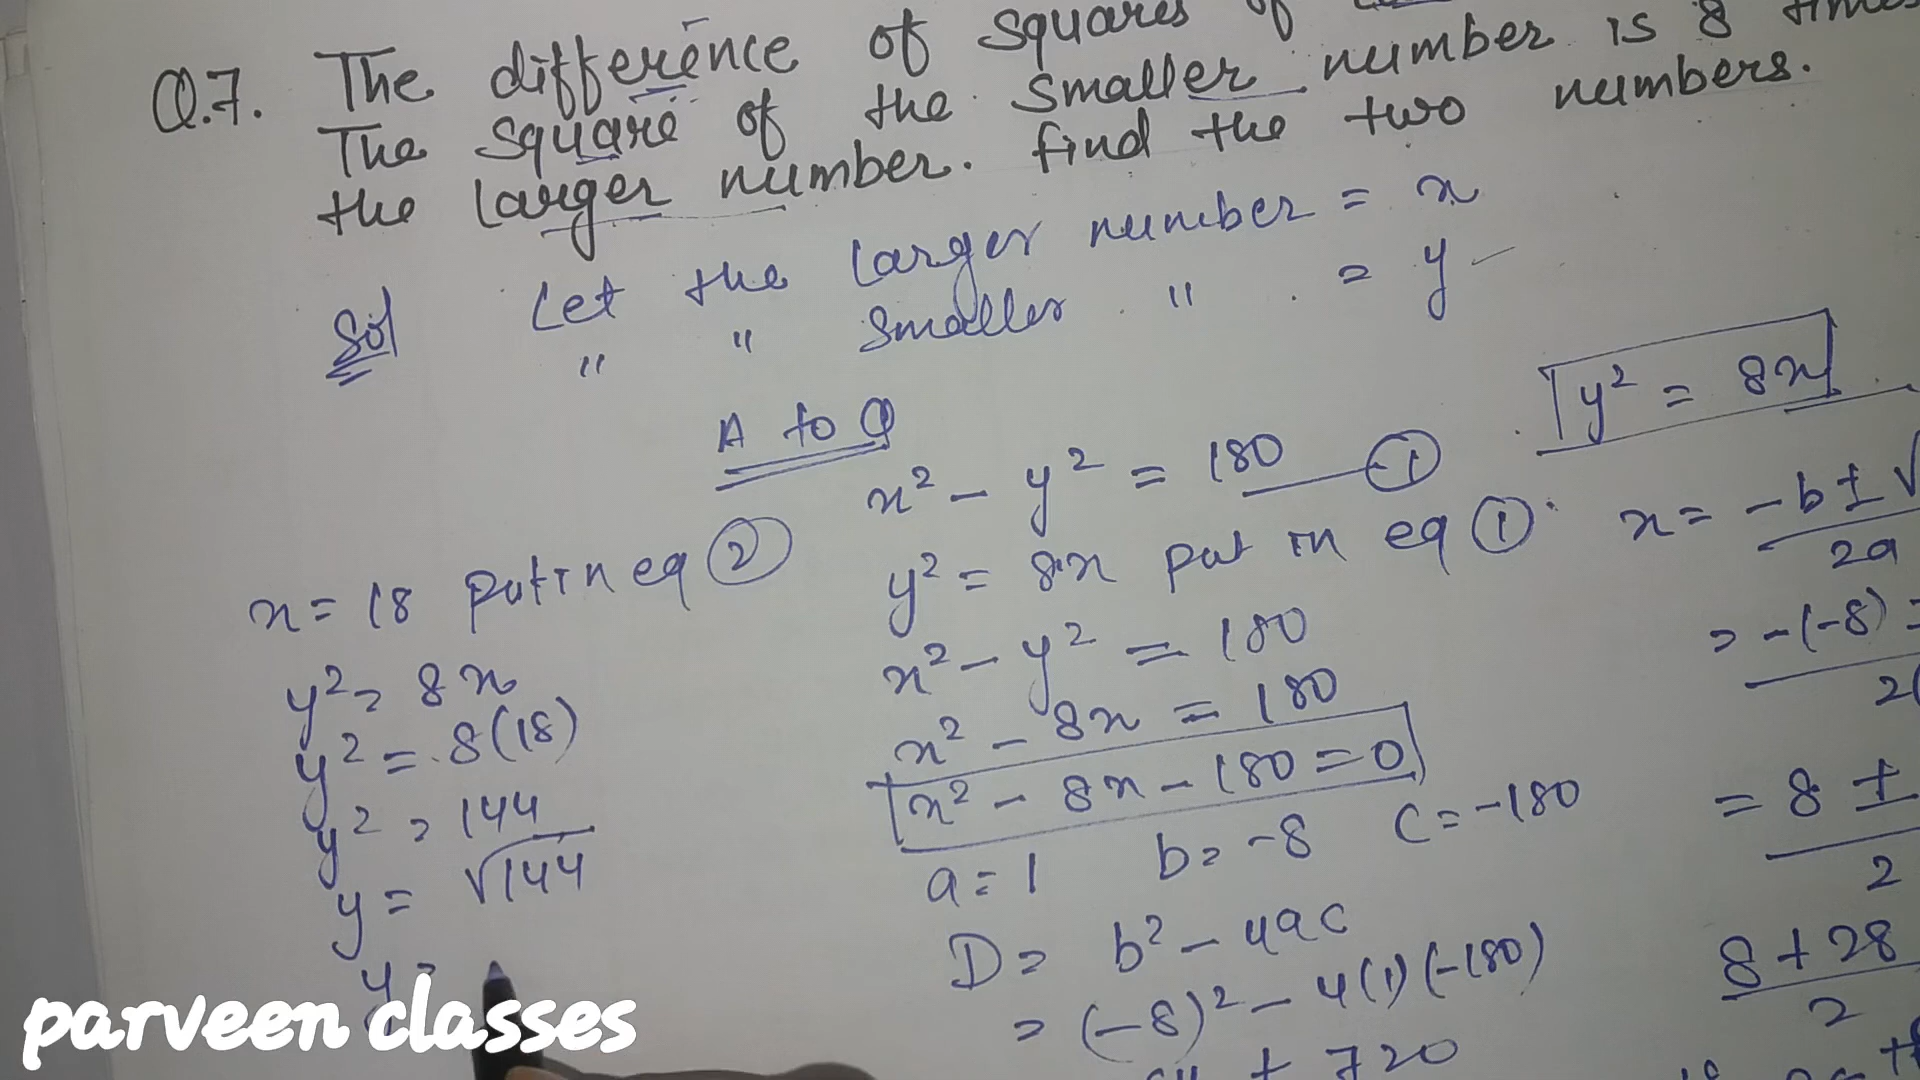 Q.7. The difference of squares of
The square of the smaller number is 8 times
the larger number. find the two numbers.
Sol Let the larger number = x
" " Smaller " = y
A to Q
x² - y² = 180 — ①
y² = 8x put in eq ①
x² - y² = 180
x² - 8x = 180
x² - 8x - 180 = 0
a = 1 b = -8 c = -180
D = b² - 4ac
= (-8)² - 4(1)(-180)
+ 720
x = 18 put in eq ②
y² = 8x
y² = 8(18)
y² = 144
y = √144
y =
y² = 8x
x = -b ± √
2a
= -(-8)
2(
= 8 ±
2
8 + 28
2
parveen classes